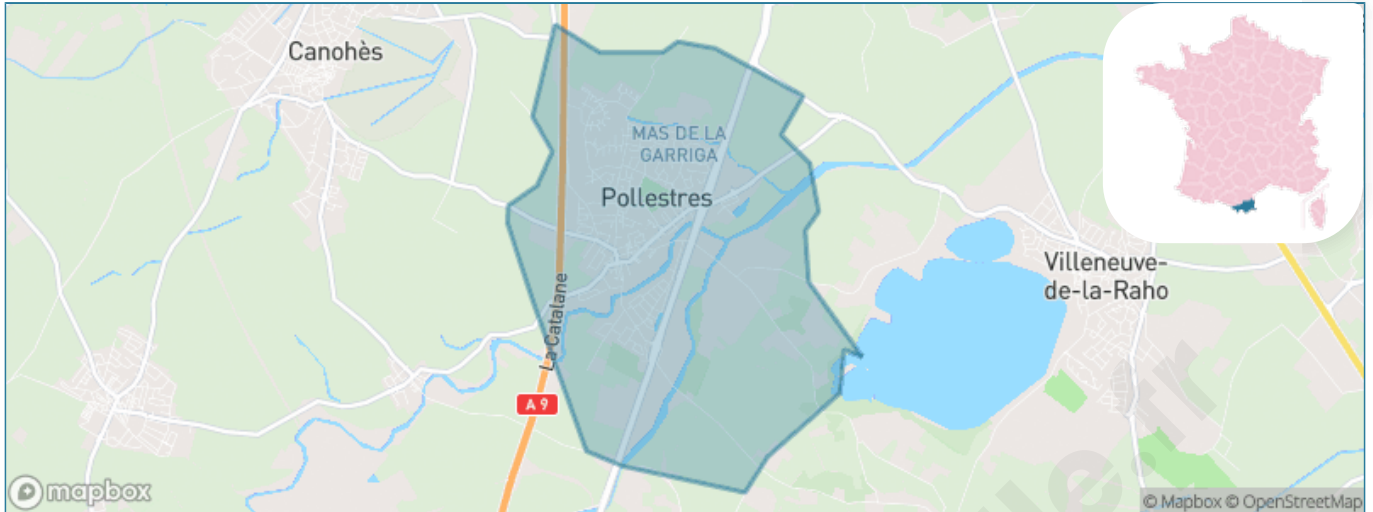 Canohès
MAS DE LA
GARRIGA
Pollestres
Villeneuve-
de-la-Raho
La Catalane
A 9
mapbox
© Mapbox © OpenStreetMap